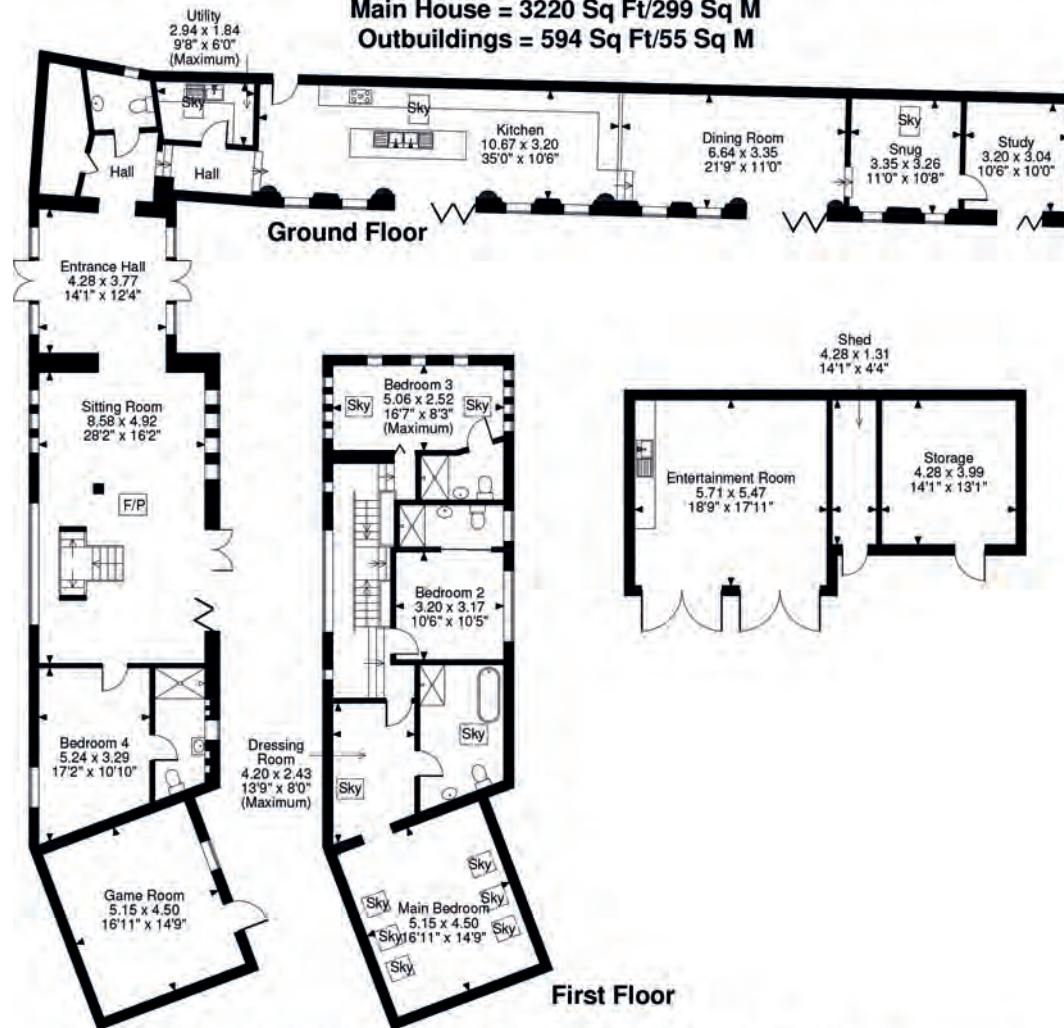 Main House = 3220 Sq Ft/299 Sq M
Outbuildings = 594 Sq Ft/55 Sq M
Utility
2.94 x 1.84
9'8" x 6'0"
(Maximum)
Sky
Sky
Kitchen
10.67 x 3.20
35'0" x 10'6"
Dining Room
6.64 x 3.35
21'9" x 11'0"
Sky
Snug
3.35 x 3.26
11'0" x 10'8"
Study
3.20 x 3.04
10'6" x 10'0"
Hall
Hall
Ground Floor
Entrance Hall
4.28 x 3.77
14'1" x 12'4"
Sitting Room
8.58 x 4.92
28'2" x 16'2"
F/P
Bedroom 4
5.24 x 3.29
17'2" x 10'10"
Game Room
5.15 x 4.50
16'11" x 14'9"
Bedroom 3
5.06 x 2.52
16'7" x 8'3"
(Maximum)
Sky
Sky
Bedroom 2
3.20 x 3.17
10'6" x 10'5"
Sky
Dressing
Room
4.20 x 2.43
13'9" x 8'0"
(Maximum)
Sky
Main Bedroom
5.15 x 4.50
16'11" x 14'9"
Sky
Sky
Sky
Sky
Sky
Sky
First Floor
Shed
4.28 x 1.31
14'1" x 4'4"
Entertainment Room
5.71 x 5.47
18'9" x 17'11"
Storage
4.28 x 3.99
14'1" x 13'1"